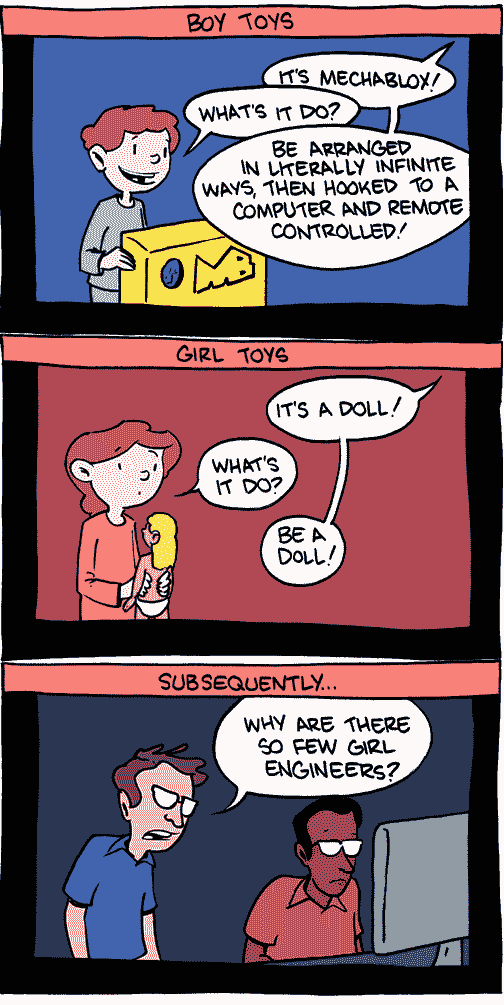 BOY TOYS
IT'S MECHABLOX!
WHAT'S IT DO?
BE ARRANGED
IN LITERALLY INFINITE
WAYS, THEN HOOKED TO A
COMPUTER AND REMOTE
CONTROLLED!
MB
GIRL TOYS
IT'S A DOLL!
WHAT'S
IT DO?
BE A
DOLL!
SUBSEQUENTLY...
WHY ARE THERE
SO FEW GIRL
ENGINEERS?